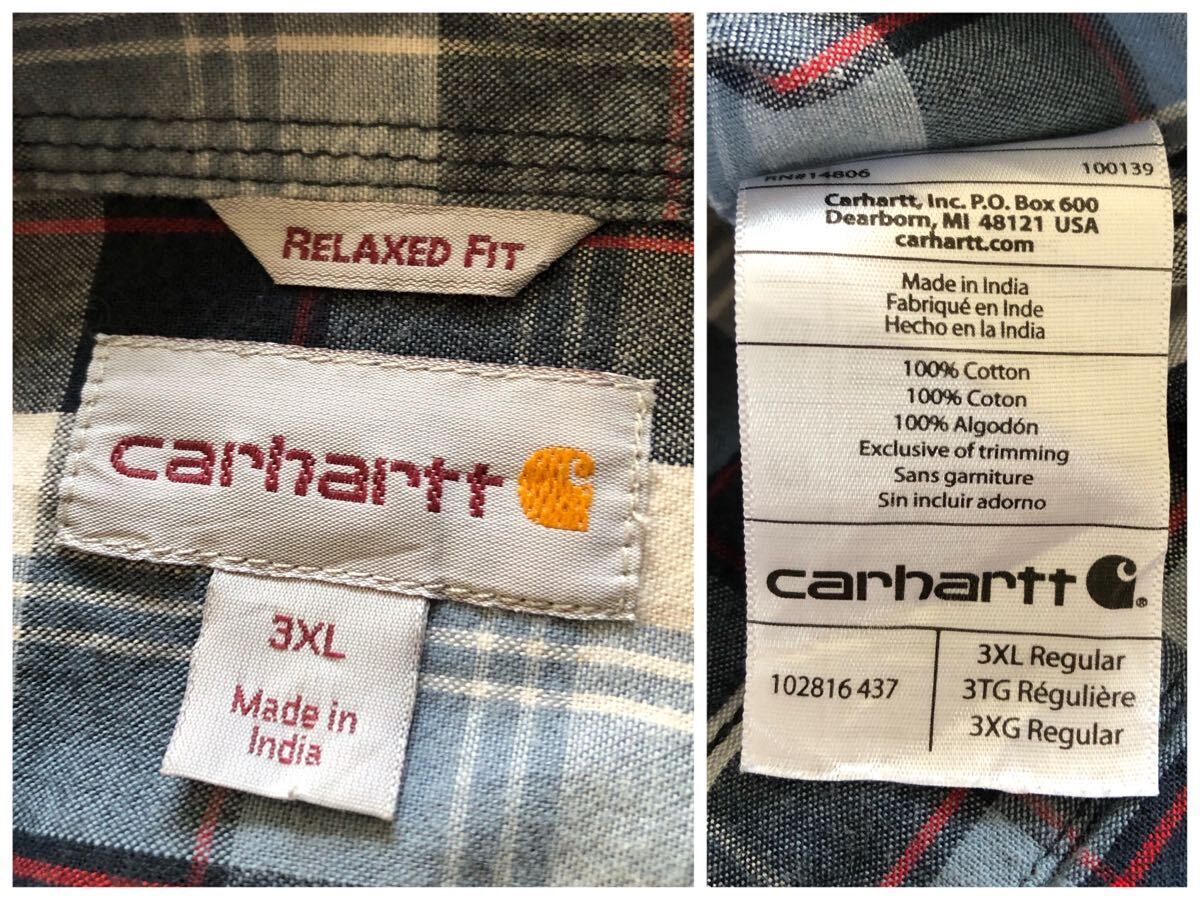 RELAXED FIT
carhartt
3XL
Made in
India
RN#14806 100139
Carhartt, Inc. P.O. Box 600
Dearborn, MI 48121 USA
carhartt.com
Made in India
Fabriqué en Inde
Hecho en la India
100% Cotton
100% Coton
100% Algodón
Exclusive of trimming
Sans garniture
Sin incluir adorno
carhartt ®
102816 437
3XL Regular
3TG Régulière
3XG Regular